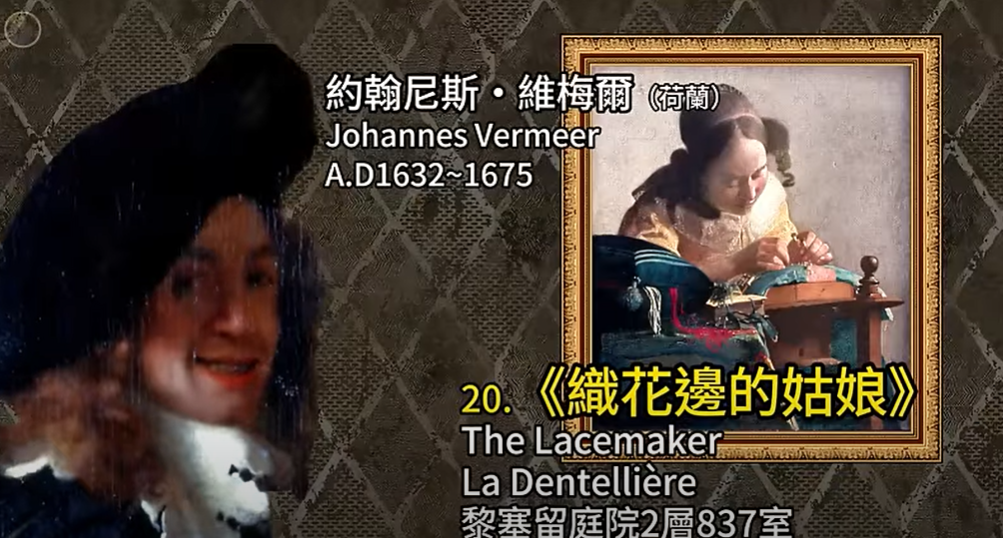 約翰尼斯・維梅爾（荷蘭）
Johannes Vermeer
A.D1632~1675
20.《織花邊的姑娘》
The Lacemaker
La Dentellière
黎塞留庭院2層837室